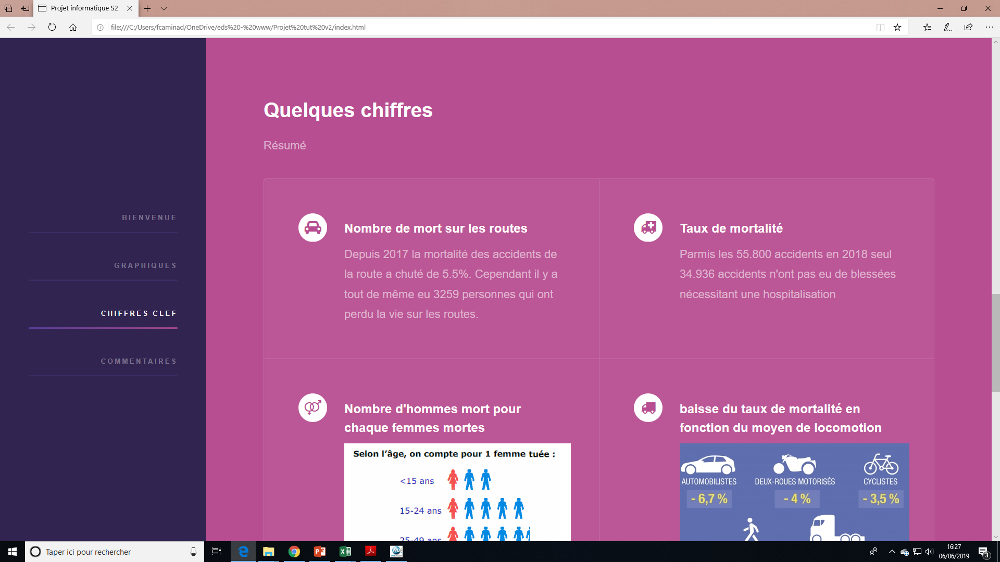 Projet informatique S2
file:///C:/Users/fcaminad/OneDrive/eds%20-%20www/Projet%20tut%20v2/index.html
BIENVENUE
GRAPHIQUES
CHIFFRES CLEF
COMMENTAIRES
Quelques chiffres
Résumé
Nombre de mort sur les routes
Depuis 2017 la mortalité des accidents de
la route a chuté de 5.5%. Cependant il y a
tout de même eu 3259 personnes qui ont
perdu la vie sur les routes.
Taux de mortalité
Parmis les 55.800 accidents en 2018 seul
34.936 accidents n'ont pas eu de blessées
nécessitant une hospitalisation
Nombre d'hommes mort pour
chaque femmes mortes
Selon l'âge, on compte pour 1 femme tuée :
<15 ans
15-24 ans
25-49 ans
baisse du taux de mortalité en
fonction du moyen de locomotion
AUTOMOBILISTES
- 6,7 %
DEUX-ROUES MOTORISÉS
- 4 %
CYCLISTES
- 3,5 %
Taper ici pour rechercher
16:27
06/06/2019
3